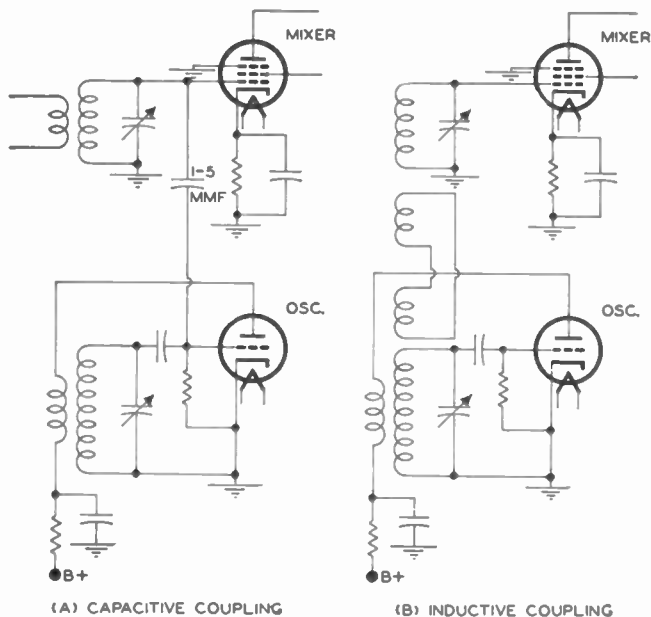 MIXER
1-5
MMF
OSC.
B+
(A) CAPACITIVE COUPLING
MIXER
OSC.
B+
(B) INDUCTIVE COUPLING